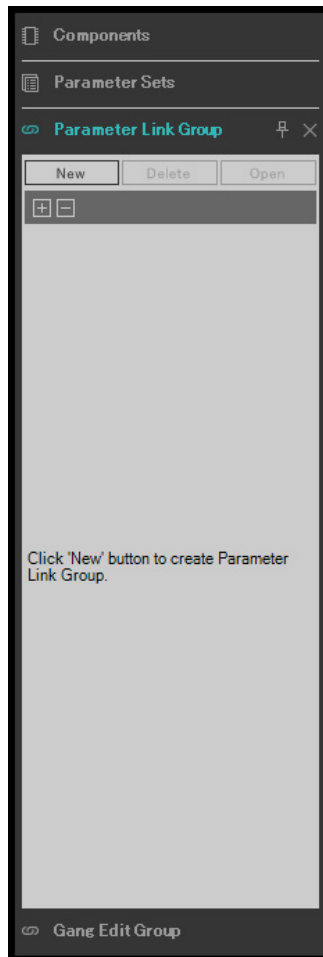 Components
Parameter Sets
Parameter Link Group
New Delete Open
Click 'New' button to create Parameter
Link Group.
Gang Edit Group